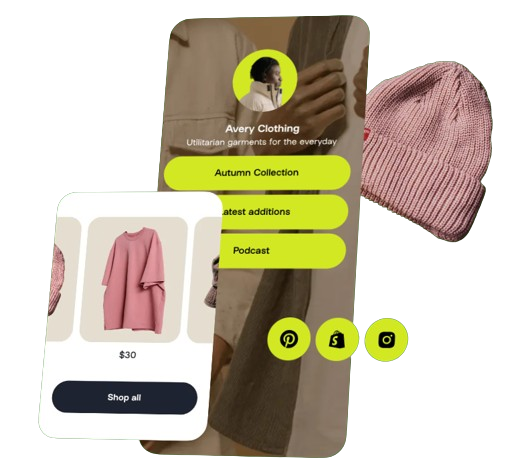 Avery Clothing
Utilitarian garments for the everyday
Autumn Collection
atest additions
Podcast
$30
Shop all